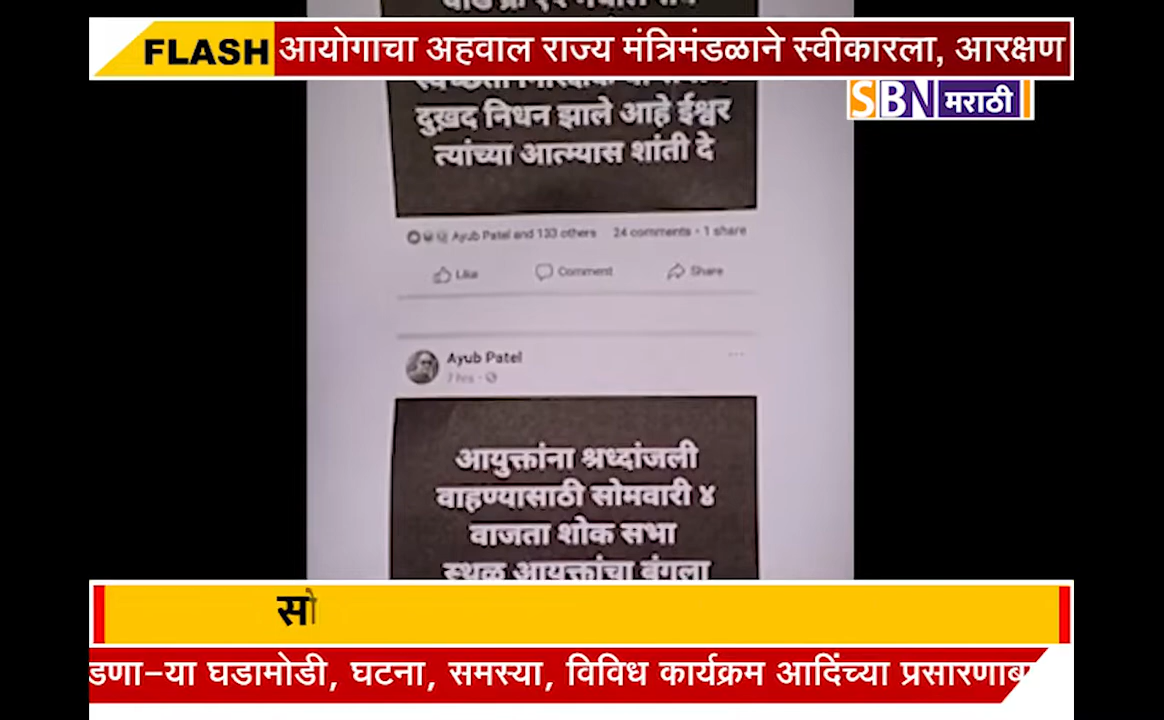 FLASH आयोगाचा अहवाल राज्य मंत्रिमंडळाने स्वीकारला, आरक्षण
SBN मराठी
दुख़द निधन झाले आहे ईश्वर
त्यांच्या आत्म्यास शांती दे
Ayub Patel and 133 others 24 comments • 1 share
Like Comment Share
Ayub Patel
7 hrs
आयुक्तांना श्रध्दांजली
वाहण्यासाठी सोमवारी ४
वाजता शोक सभा
स्थळ आयुक्तांचा बंगला
सो
डणा-या घडामोडी, घटना, समस्या, विविध कार्यक्रम आदिंच्या प्रसारणाब